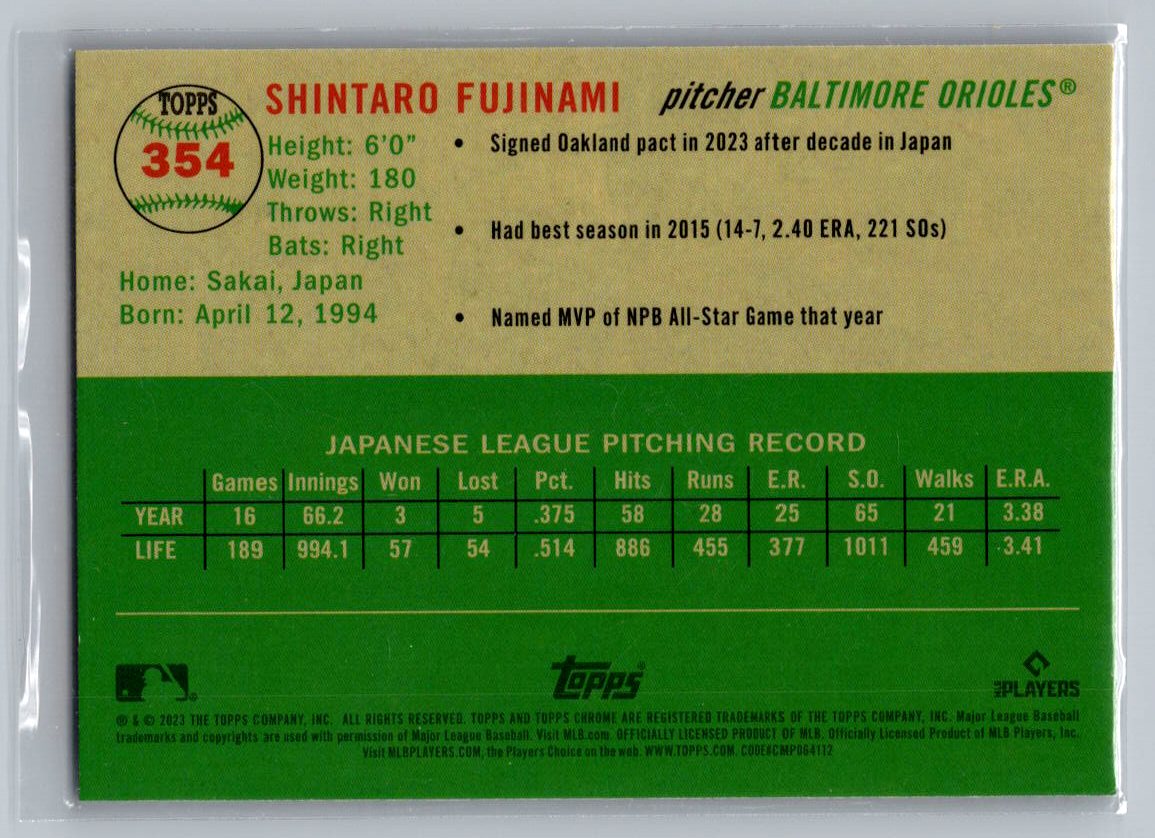 TOPPS
354
SHINTARO FUJINAMI pitcher BALTIMORE ORIOLES®
Height: 6'0"
Weight: 180
Throws: Right
Bats: Right
Home: Sakai, Japan
Born: April 12, 1994
• Signed Oakland pact in 2023 after decade in Japan
• Had best season in 2015 (14-7, 2.40 ERA, 221 SOs)
• Named MVP of NPB All-Star Game that year
JAPANESE LEAGUE PITCHING RECORD
Games Innings Won Lost Pct. Hits Runs E.R. S.O. Walks E.R.A.
YEAR 16 66.2 3 5 .375 58 28 25 65 21 3.38
LIFE 189 994.1 57 54 .514 886 455 377 1011 459 3.41
Topps®
MLB PLAYERS
® & © 2023 THE TOPPS COMPANY, INC. ALL RIGHTS RESERVED. TOPPS AND TOPPS CHROME ARE REGISTERED TRADEMARKS OF THE TOPPS COMPANY, INC. Major League Baseball
trademarks and copyrights are used with permission of Major League Baseball. Visit MLB.com. OFFICIALLY LICENSED PRODUCT OF MLB. Officially Licensed Product of MLB Players, Inc.
Visit MLBPLAYERS.COM, the Players Choice on the web. WWW.TOPPS.COM. CODE#CMP064112